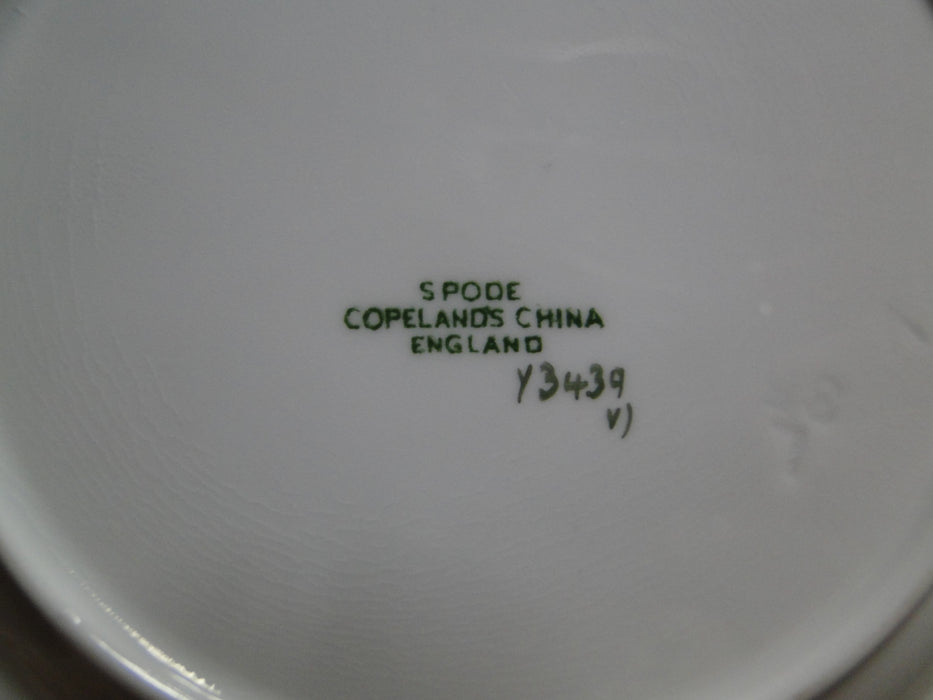 SPODE
COPELAND'S CHINA
ENGLAND
Y3439
V)